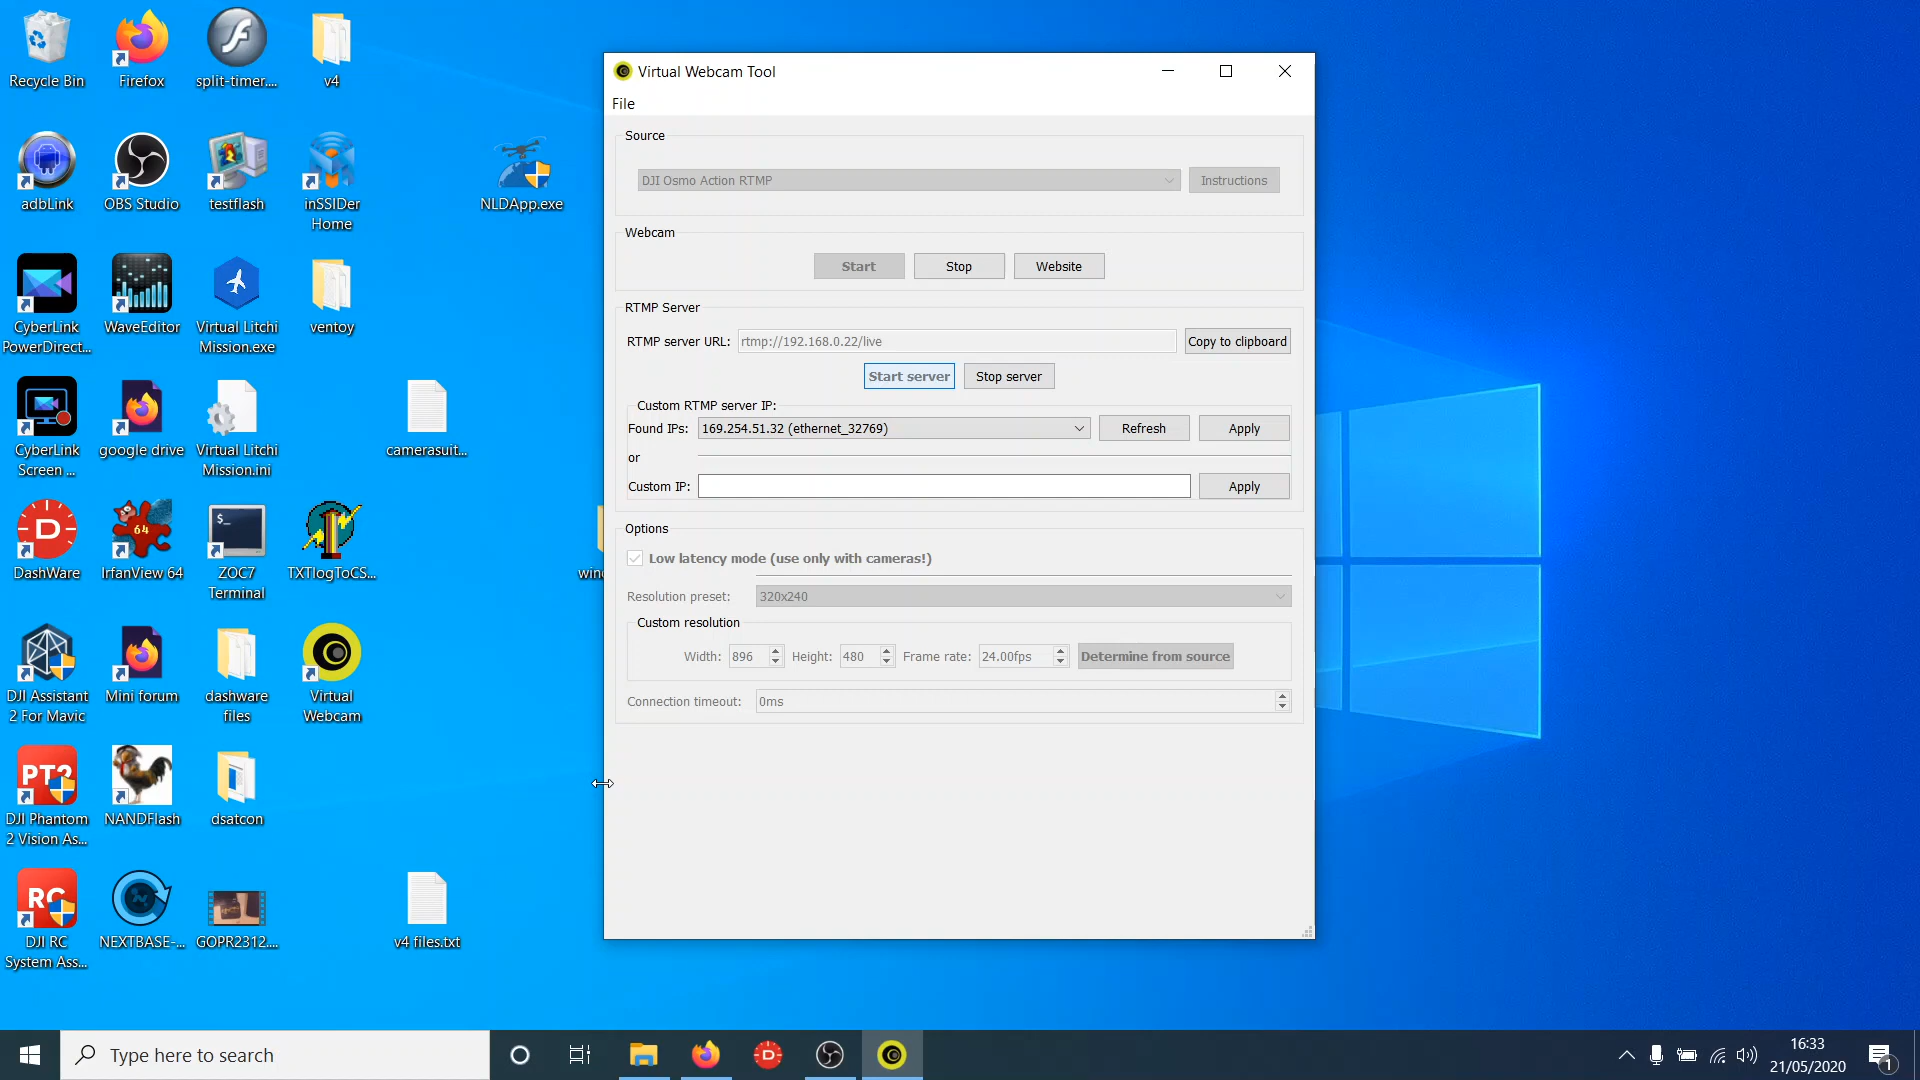 Recycle Bin
Firefox
split-timer....
v4
adbLink
OBS Studio
testflash
inSSIDer
Home
NLDApp.exe
CyberLink
PowerDirect...
WaveEditor
Virtual Litchi
Mission.exe
ventoy
CyberLink
Screen ...
google drive
Virtual Litchi
Mission.ini
camerasuit...
DashWare
IrfanView 64
ZOC7
Terminal
TXTlogToCS...
wind
DJI Assistant
2 For Mavic
Mini forum
dashware
files
Virtual
Webcam
DJI Phantom
2 Vision As...
NANDFlash
dsatcon
DJI RC
System Ass...
NEXTBASE-...
GOPR2312....
v4 files.txt
D
64
$_
PT2
RC
Virtual Webcam Tool
File
Source
DJI Osmo Action RTMP
Instructions
Webcam
Start
Stop
Website
RTMP Server
RTMP server URL:
rtmp://192.168.0.22/live
Copy to clipboard
Start server
Stop server
Custom RTMP server IP:
Found IPs:
169.254.51.32 (ethernet_32769)
Refresh
Apply
or
Custom IP:
Apply
Options
Low latency mode (use only with cameras!)
Resolution preset:
320x240
Custom resolution
Width:
896
Height:
480
Frame rate:
24.00fps
Determine from source
Connection timeout:
0ms
Type here to search
D
16:33
21/05/2020
1